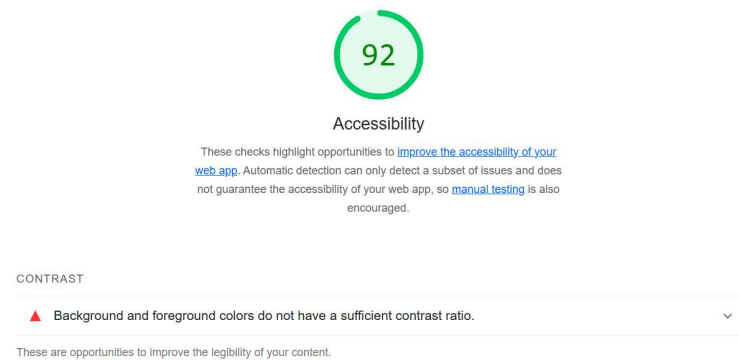 92
Accessibility
These checks highlight opportunities to improve the accessibility of your
web app. Automatic detection can only detect a subset of issues and does
not guarantee the accessibility of your web app, so manual testing is also
encouraged.
CONTRAST
Background and foreground colors do not have a sufficient contrast ratio.
These are opportunities to improve the legibility of your content.